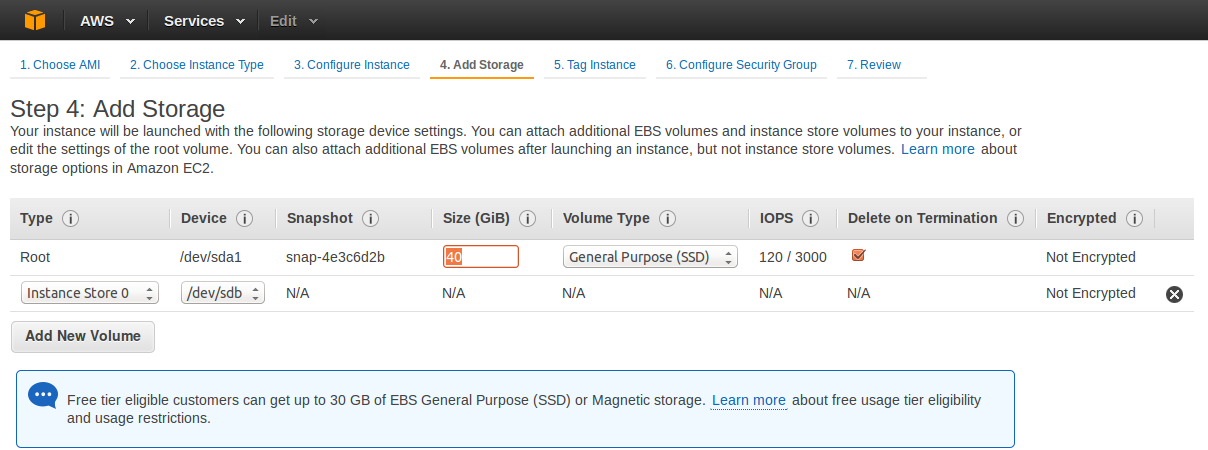 AWS Services Edit
1. Choose AMI 2. Choose Instance Type 3. Configure Instance 4. Add Storage 5. Tag Instance 6. Configure Security Group 7. Review
Step 4: Add Storage
Your instance will be launched with the following storage device settings. You can attach additional EBS volumes and instance store volumes to your instance, or
edit the settings of the root volume. You can also attach additional EBS volumes after launching an instance, but not instance store volumes. Learn more about
storage options in Amazon EC2.
Type i Device i Snapshot i Size (GiB) i Volume Type i IOPS i Delete on Termination i Encrypted i
Root /dev/sda1 snap-4e3c6d2b 40 General Purpose (SSD) 120 / 3000 Not Encrypted
Instance Store 0 /dev/sdb N/A N/A N/A N/A N/A Not Encrypted
Add New Volume
Free tier eligible customers can get up to 30 GB of EBS General Purpose (SSD) or Magnetic storage. Learn more about free usage tier eligibility
and usage restrictions.